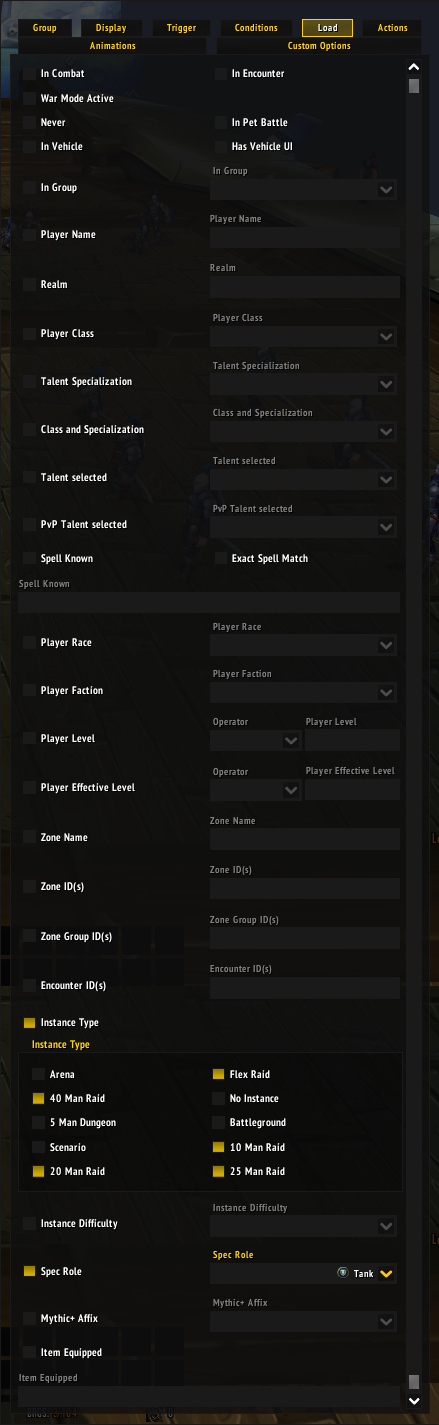 Group Display Trigger Conditions Load Actions
Animations Custom Options
In Combat In Encounter
War Mode Active
Never In Pet Battle
In Vehicle Has Vehicle UI
In Group
In Group
Player Name
Player Name
Realm
Realm
Player Class
Player Class
Talent Specialization
Talent Specialization
Class and Specialization
Class and Specialization
Talent selected
Talent selected
PvP Talent selected
PvP Talent selected
Spell Known Exact Spell Match
Spell Known
Player Race
Player Race
Player Faction
Player Faction
Operator Player Level
Player Level
Operator Player Effective Level
Player Effective Level
Zone Name
Zone Name
Zone ID(s)
Zone ID(s)
Zone Group ID(s)
Zone Group ID(s)
Encounter ID(s)
Encounter ID(s)
Instance Type
Instance Type
Arena Flex Raid
40 Man Raid No Instance
5 Man Dungeon Battleground
Scenario 10 Man Raid
20 Man Raid 25 Man Raid
Instance Difficulty
Instance Difficulty
Spec Role
Spec Role Tank
Mythic+ Affix
Mythic+ Affix
Item Equipped
Item Equipped